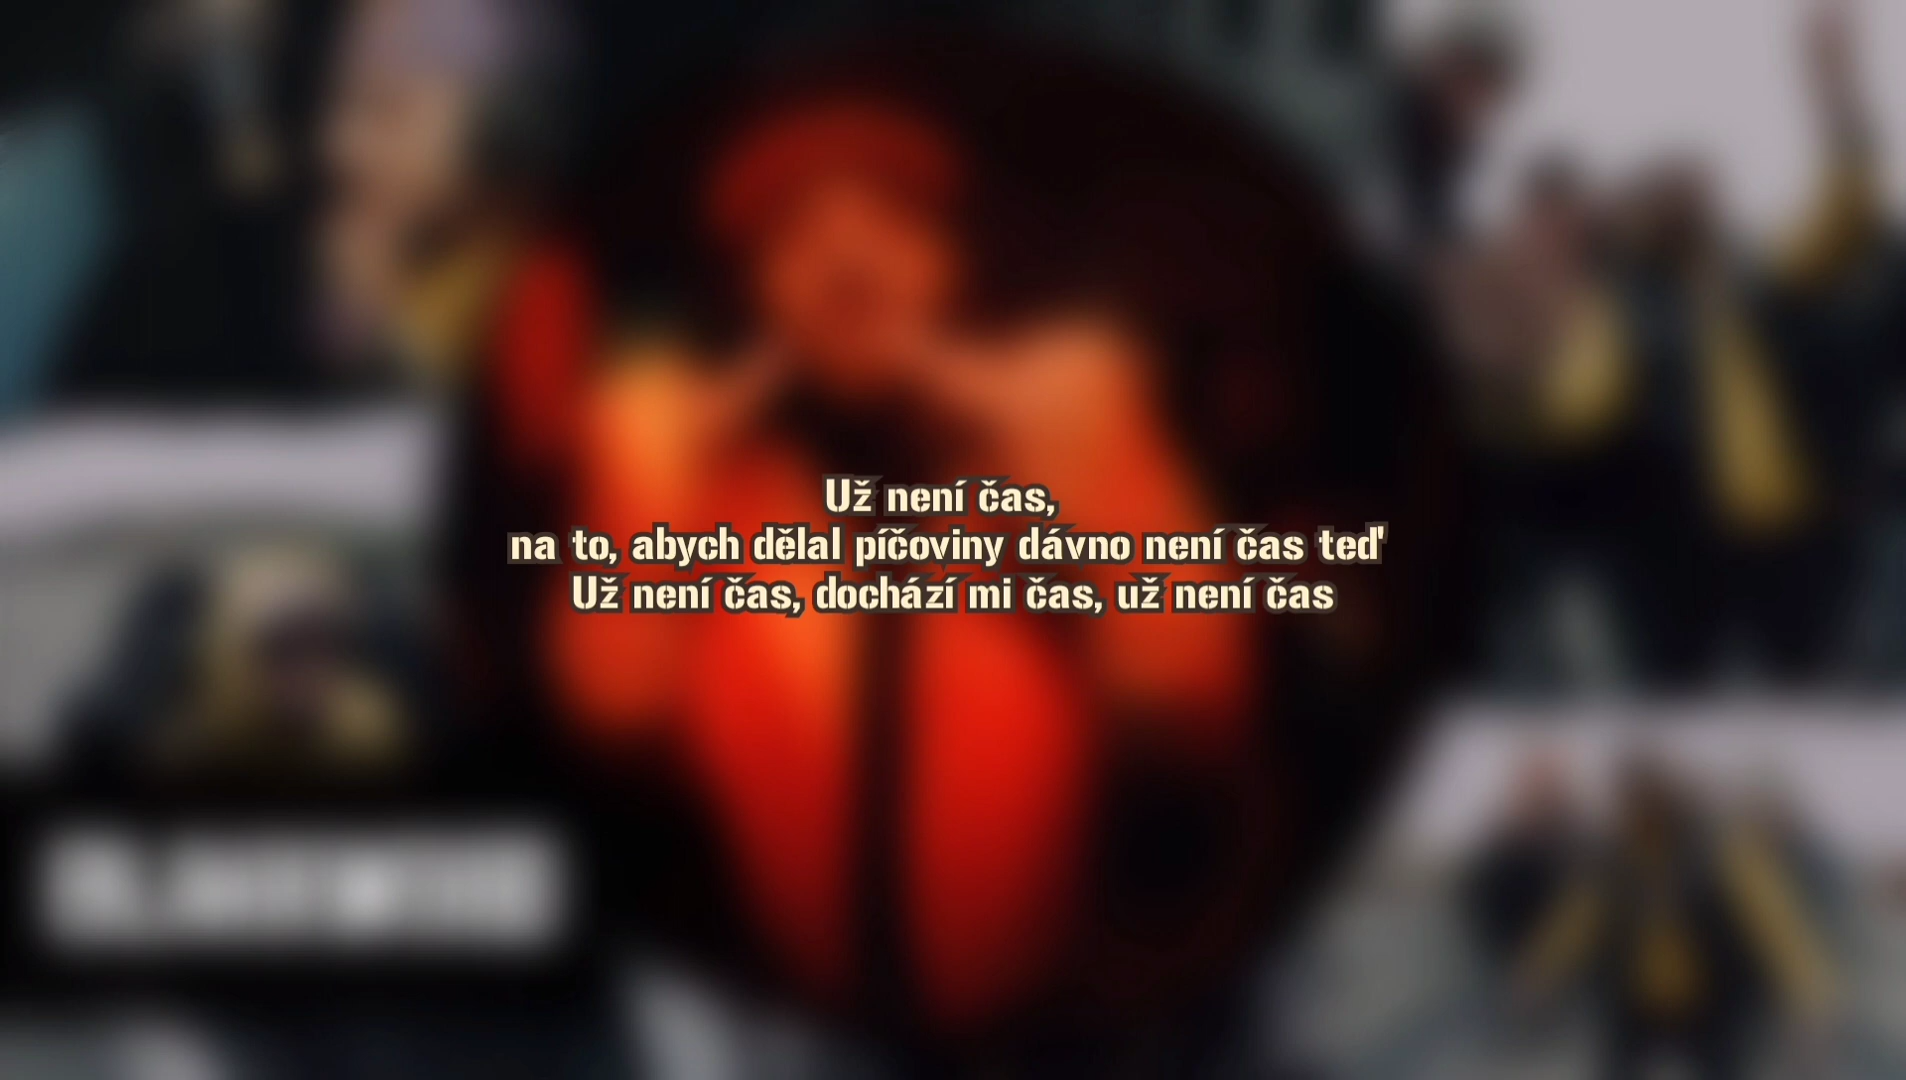 Už není čas,
na to, abych dělal píčoviny dávno není čas teď
Už není čas, dochází mi čas, už není čas